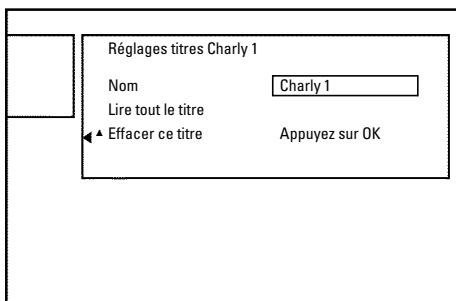 Réglages titres Charly 1
Nom Charly 1
Lire tout le titre
Effacer ce titre Appuyez sur OK